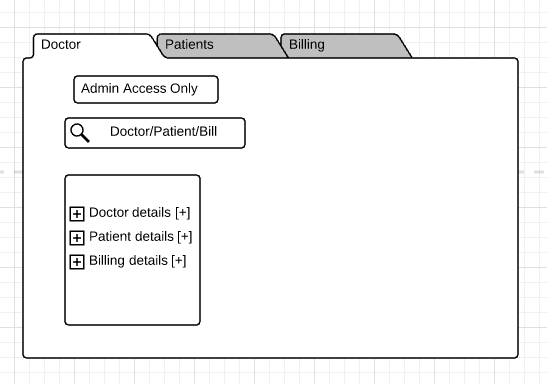 Doctor
Patients
Billing
Admin Access Only
Doctor/Patient/Bill
Doctor details [+]
Patient details [+]
Billing details [+]